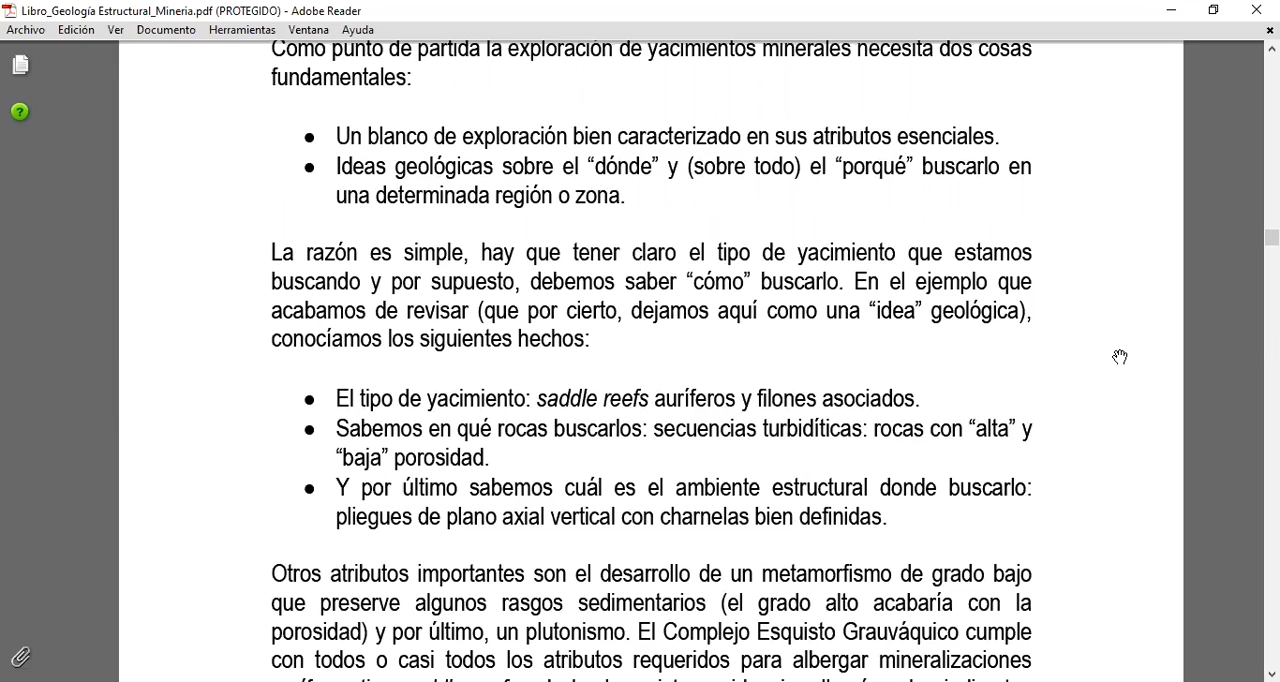 Libro_Geología Estructural_Mineria.pdf (PROTEGIDO) - Adobe Reader
Archivo Edición Ver Documento Herramientas Ventana Ayuda
Como punto de partida la exploración de yacimientos minerales necesita dos cosas
fundamentales:
● Un blanco de exploración bien caracterizado en sus atributos esenciales.
● Ideas geológicas sobre el “dónde” y (sobre todo) el “porqué” buscarlo en
una determinada región o zona.
La razón es simple, hay que tener claro el tipo de yacimiento que estamos
buscando y por supuesto, debemos saber “cómo” buscarlo. En el ejemplo que
acabamos de revisar (que por cierto, dejamos aquí como una “idea” geológica),
conocíamos los siguientes hechos:
● El tipo de yacimiento: saddle reefs auríferos y filones asociados.
● Sabemos en qué rocas buscarlos: secuencias turbidíticas: rocas con “alta” y
“baja” porosidad.
● Y por último sabemos cuál es el ambiente estructural donde buscarlo:
pliegues de plano axial vertical con charnelas bien definidas.
Otros atributos importantes son el desarrollo de un metamorfismo de grado bajo
que preserve algunos rasgos sedimentarios (el grado alto acabaría con la
porosidad) y por último, un plutonismo. El Complejo Esquisto Grauváquico cumple
con todos o casi todos los atributos requeridos para albergar mineralizaciones